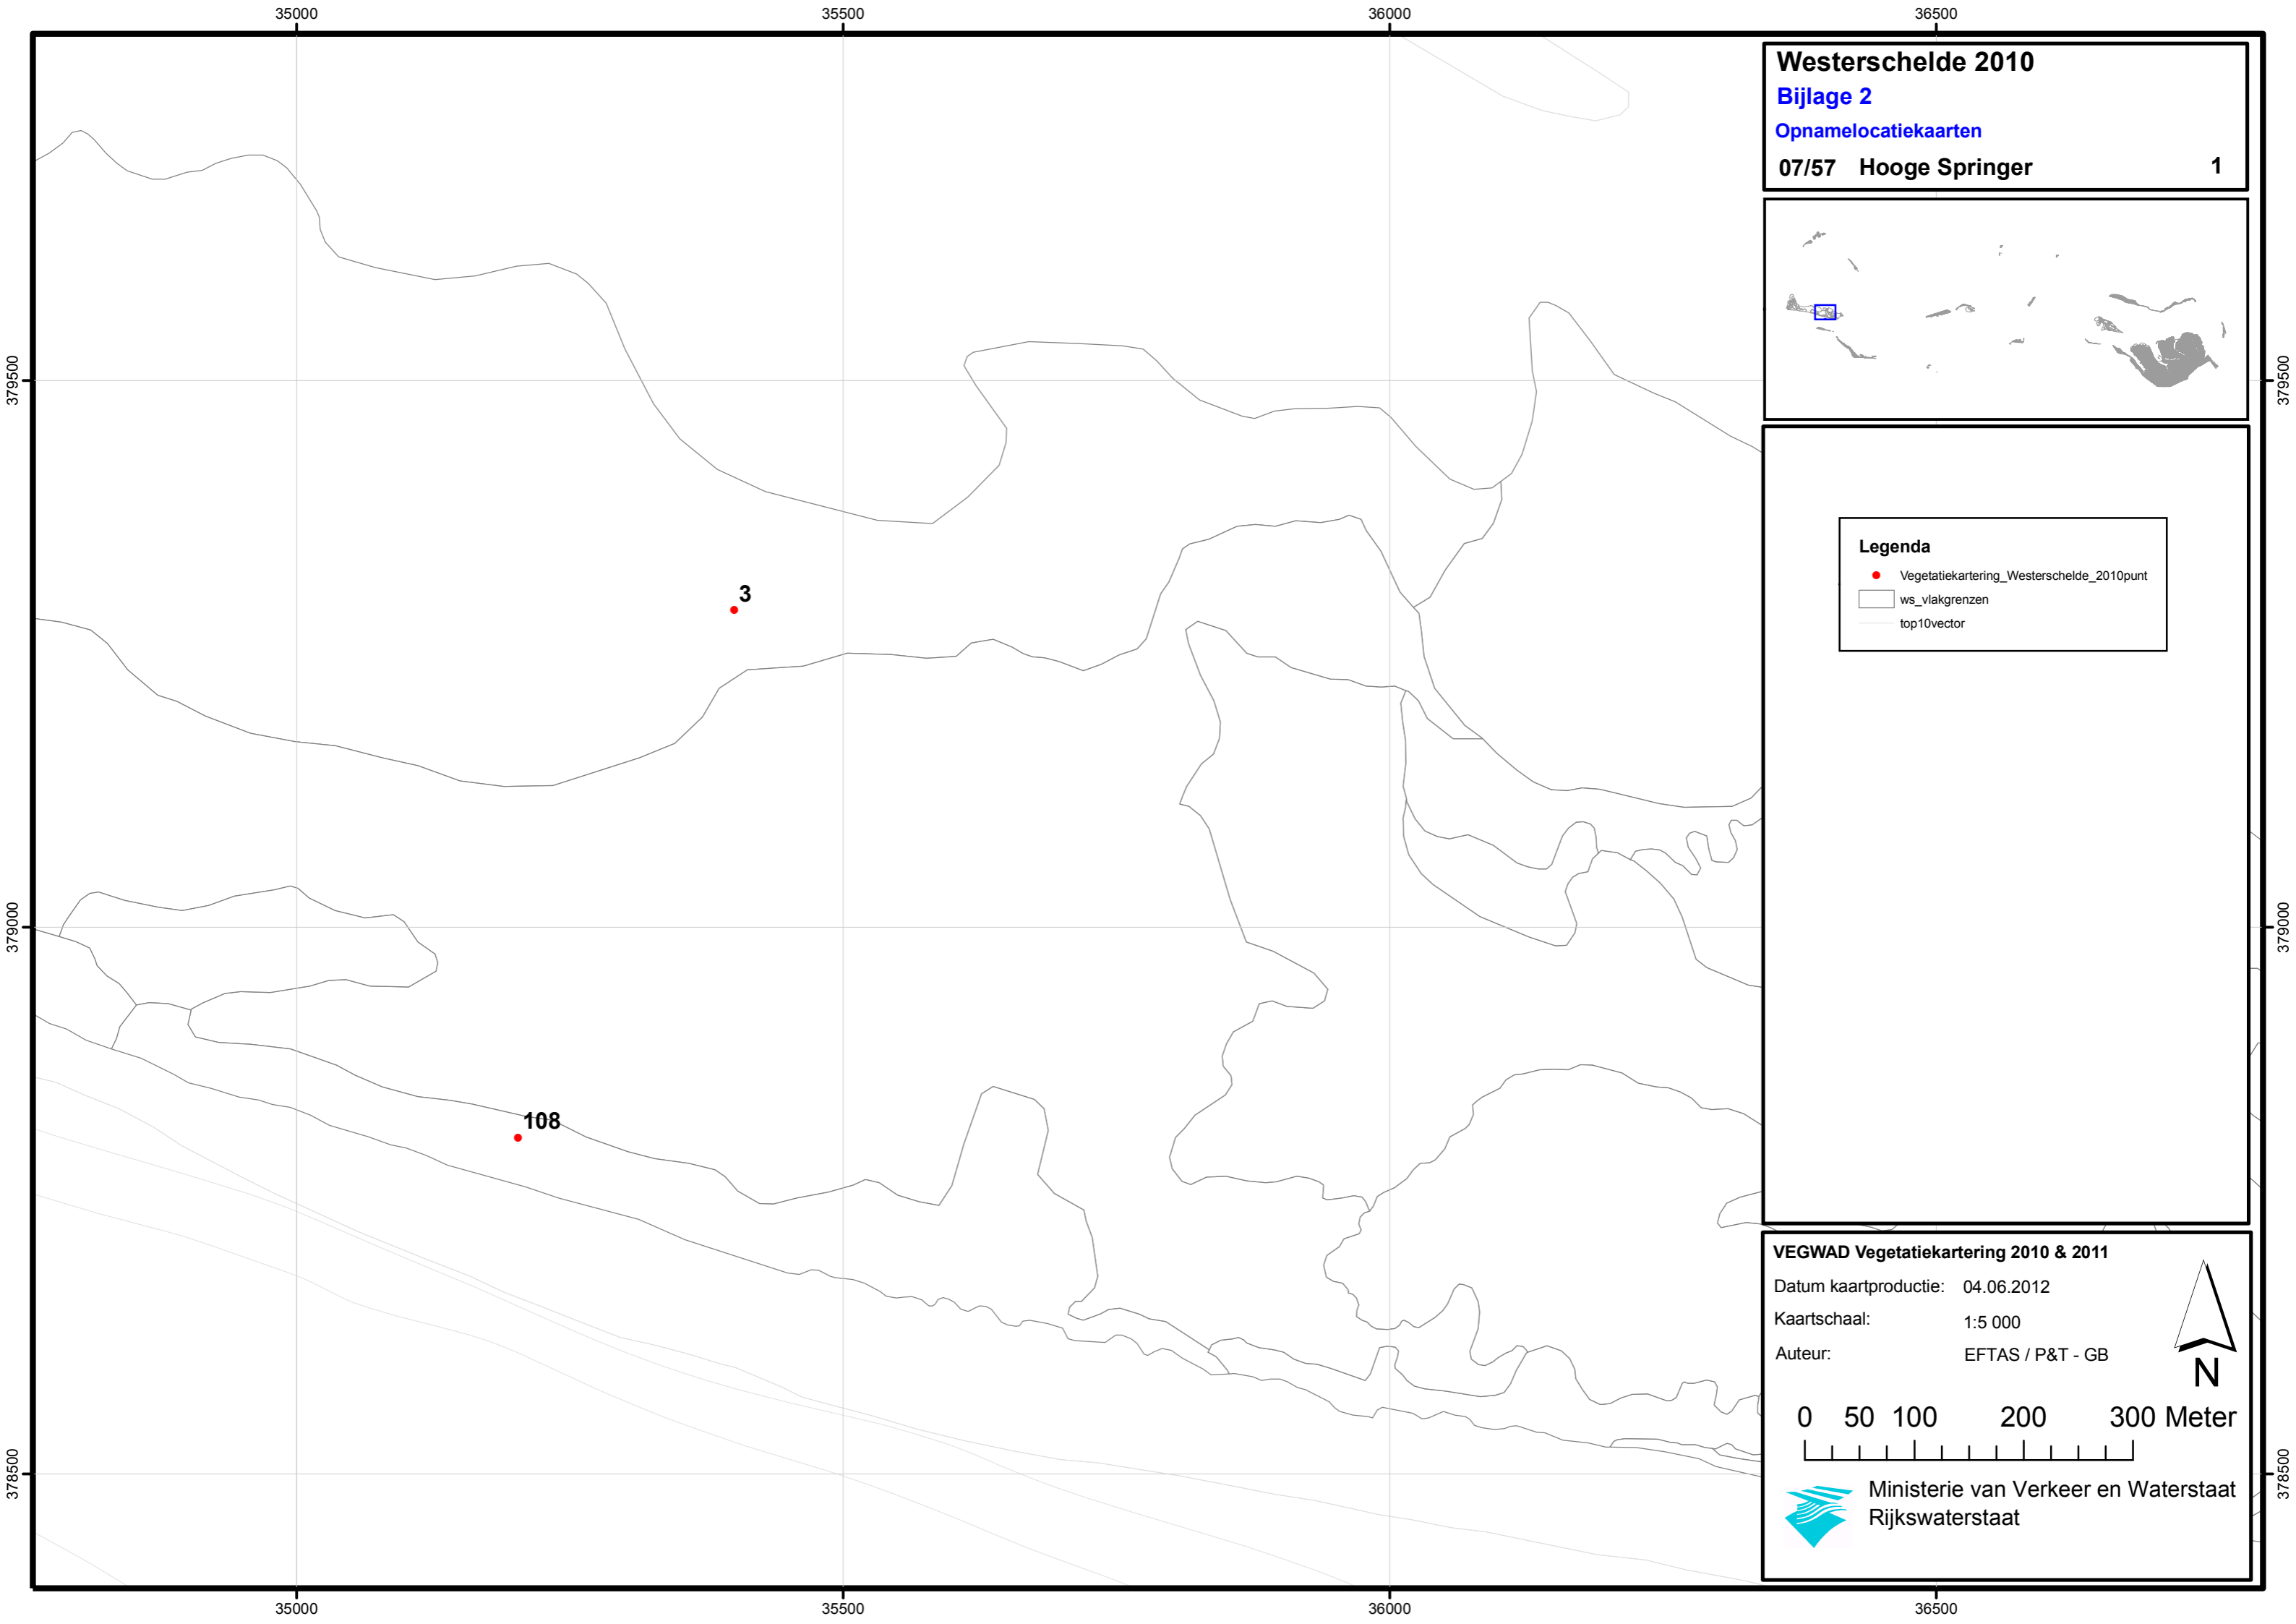 35000 35500 36000 36500
Westerschelde 2010
Bijlage 2
Opnamelocatiekaarten
07/57 Hooge Springer 1
379500 379500
Legenda
Vegetatiekartering_Westerschelde_2010punt
ws_vlakgrenzen
top10vector
3
379000 379000
108
VEGWAD Vegetatiekartering 2010 & 2011
Datum kaartproductie: 04.06.2012
Kaartschaal: 1:5 000
Auteur: EFTAS / P&T - GB
N
0 50 100 200 300 Meter
378500 378500
Ministerie van Verkeer en Waterstaat
Rijkswaterstaat
35000 35500 36000 36500